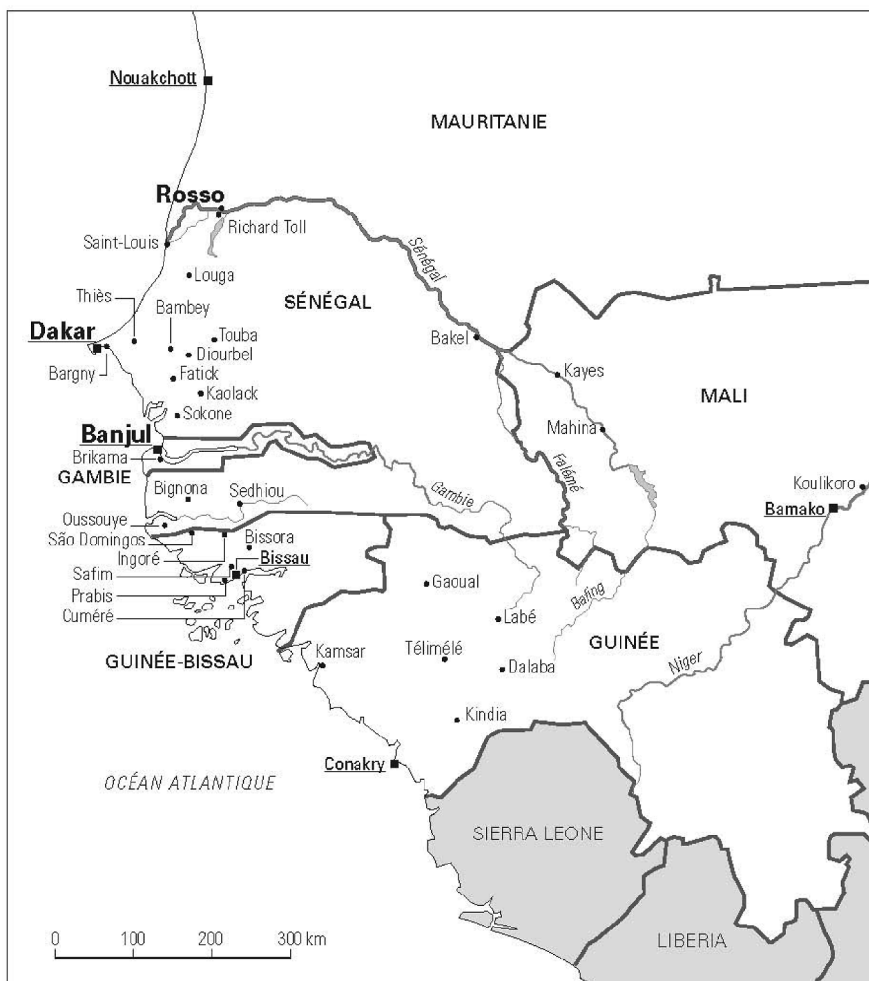 Nouakchott
MAURITANIE
Rosso
Richard Toll
Saint-Louis
Sénégal
Louga
Thiès
Bambey
SÉNÉGAL
Dakar
Touba
Bakel
Diourbel
Bargny
Fatick
Kayes
Kaolack
MALI
Sokone
Mahina
Banjul
Brikama
Falémé
GAMBIE
Gambie
Koulikoro
Bignona
Sedhiou
Bamako
Oussouye
São Domingos
Bissora
Ingoré
Bissau
Safim
Gaoual
Prabis
Bafing
Cuméré
Labé
GUINÉE
GUINÉE-BISSAU
Kamsar
Télimélé
Dalaba
Niger
Kindia
Conakry
OCÉAN ATLANTIQUE
SIERRA LEONE
LIBERIA
0 100 200 300 km